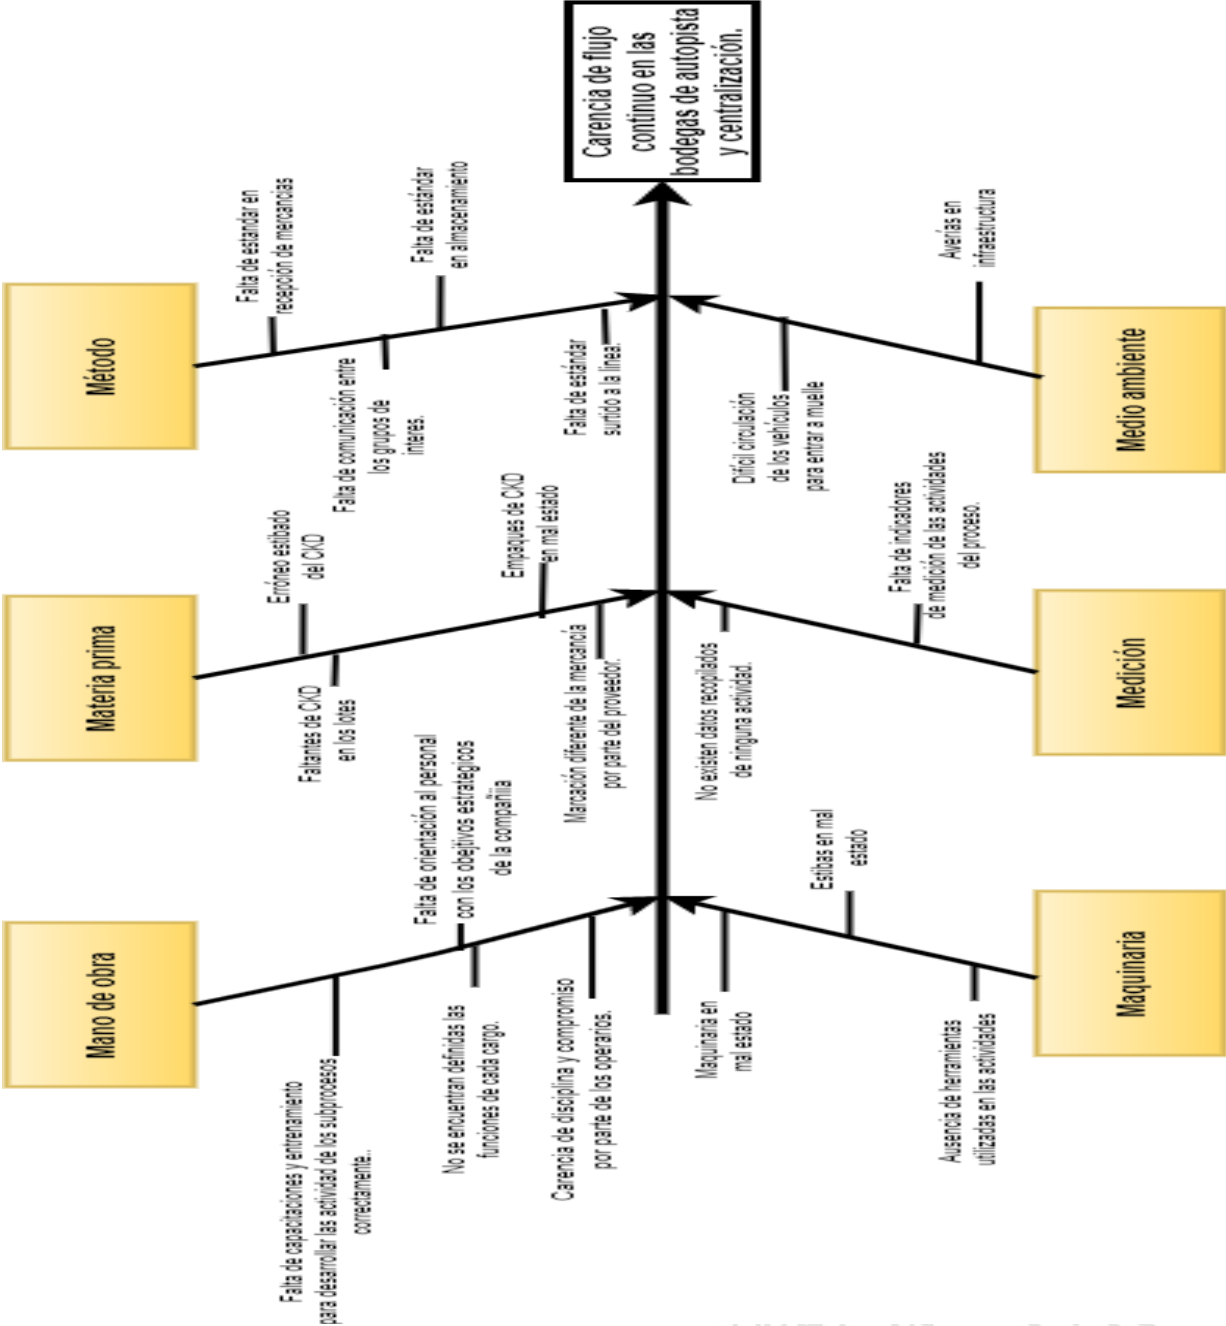 Mano de obra
Falta de capacitaciones y entrenamiento
para desarrollar las actividad de los subprocesos
correctamente..
Falta de orientación al personal
con los obejtivos estrategicos
de la compañiia
No se encuentran definidas las
funciones de cada cargo.
Carencia de disciplina y compromiso
por parte de los operarios.
Materia prima
Erróneo estibado
del CKD
Faltantes de CKD
en los lotes
Empaques de CKD
en mal estado
Marcación diferente de la mercancia
por parte del proveedor.
Método
Falta de estandar en
recepción de mercancias
Falta de comunicación entre
los grupos de
interes.
Falta de estándar
en almacenamiento
Falta de estándar
surtido a la linea.
Carencia de flujo
continuo en las
bodegas de autopista
y centralización.
Maquinaria en
mal estado
Estibas en mal
estado
Ausencia de herramientas
utilizadas en las actividades
Maquinaria
No existen datos recopilados
de ninguna actividad.
Falta de indicadores
de medición de las actividades
del proceso.
Medición
Difícil circulación
de los vehículos
para entrar a muelle
Averías en
infraestructura
Medio ambiente